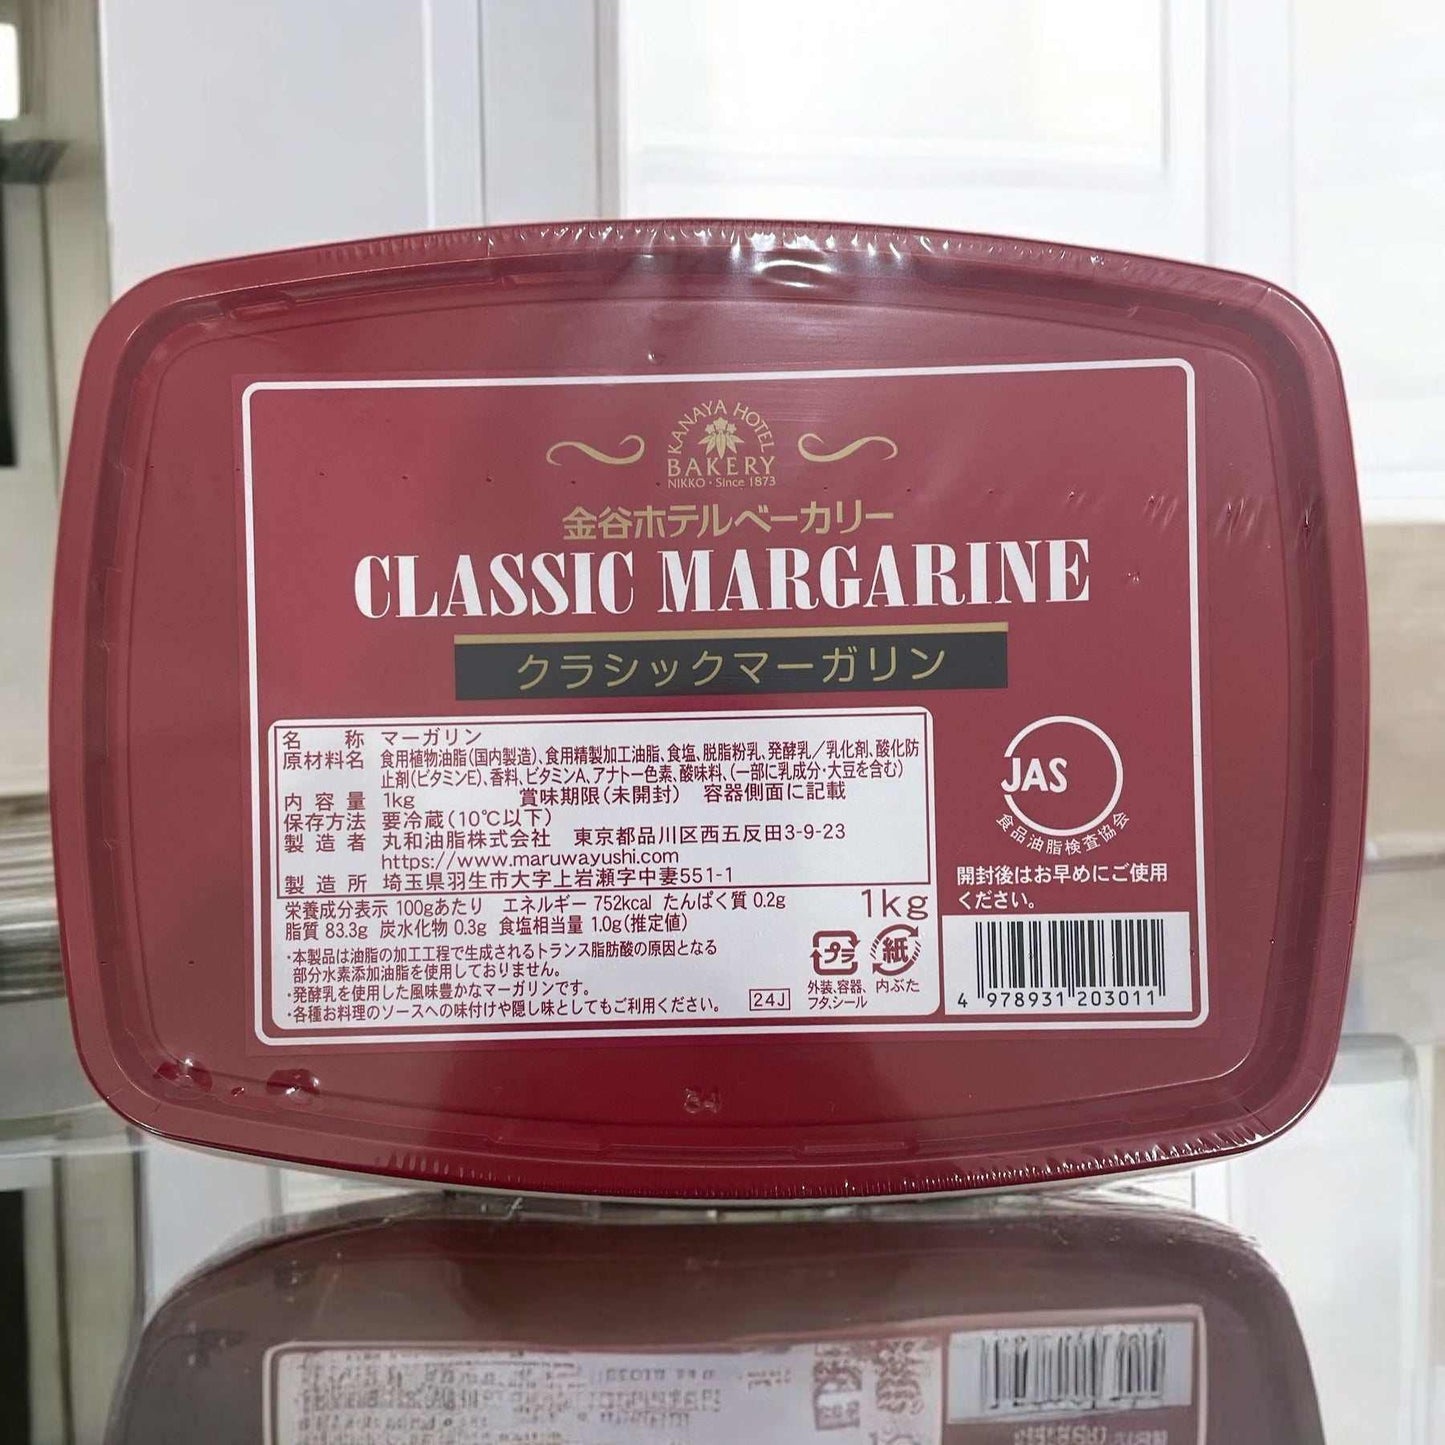 KANAYA HOTEL
BAKERY
NIKKO・Since 1873
金谷ホテルベーカリー
CLASSIC MARGARINE
クラシックマーガリン
名称 マーガリン
原材料名 食用植物油脂(国内製造)、食用精製加工油脂、食塩、脱脂粉乳、発酵乳／乳化剤、酸化防
止剤(ビタミンE)、香料、ビタミンA、アナトー色素、酸味料、(一部に乳成分・大豆を含む)
内容量 1kg 賞味期限(未開封) 容器側面に記載
保存方法 要冷蔵(10℃以下)
製造者 丸和油脂株式会社 東京都品川区西五反田3-9-23
https://www.maruwayushi.com
製造所 埼玉県羽生市大字上岩瀬字中妻551-1
栄養成分表示 100gあたり エネルギー 752kcal たんぱく質 0.2g
脂質 83.3g 炭水化物 0.3g 食塩相当量 1.0g(推定値)
・本製品は油脂の加工工程で生成されるトランス脂肪酸の原因となる
部分水素添加油脂を使用しておりません。
・発酵乳を使用した風味豊かなマーガリンです。
・各種お料理のソースへの味付けや隠し味としてもご利用ください。
24J
1kg
プラ
紙
外装、容器、
フタ、シール
内ぶた
JAS
食品油脂検査協会
開封後はお早めにご使用
ください。
4 978931 203011
34